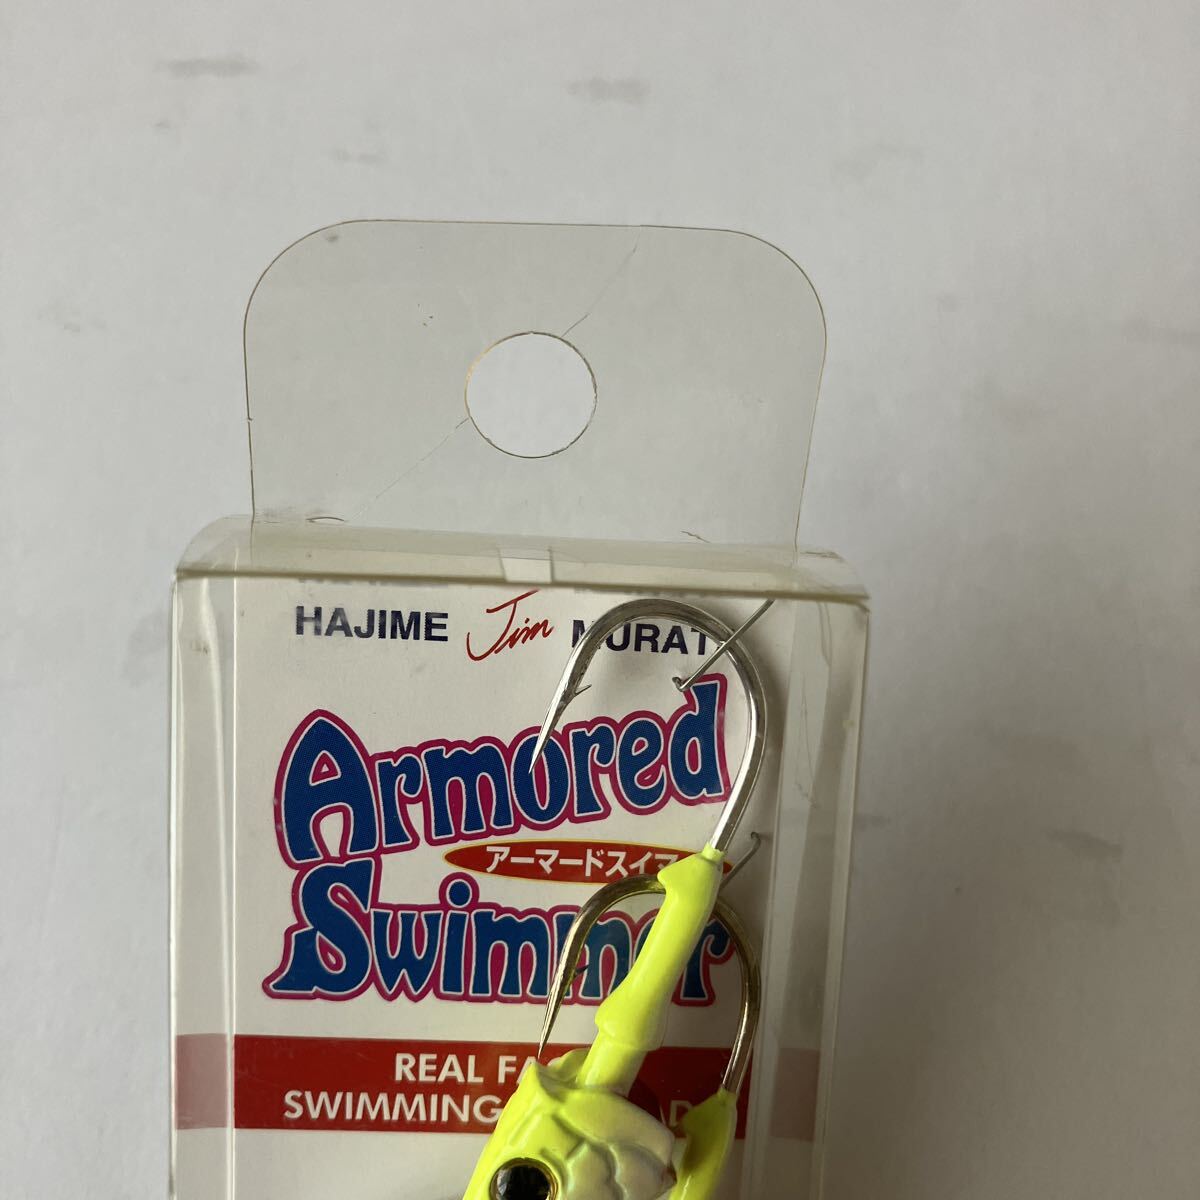 HAJIME Jim MURAT
Armored
アーマードスイマ
Swimmer
REAL FA
SWIMMING